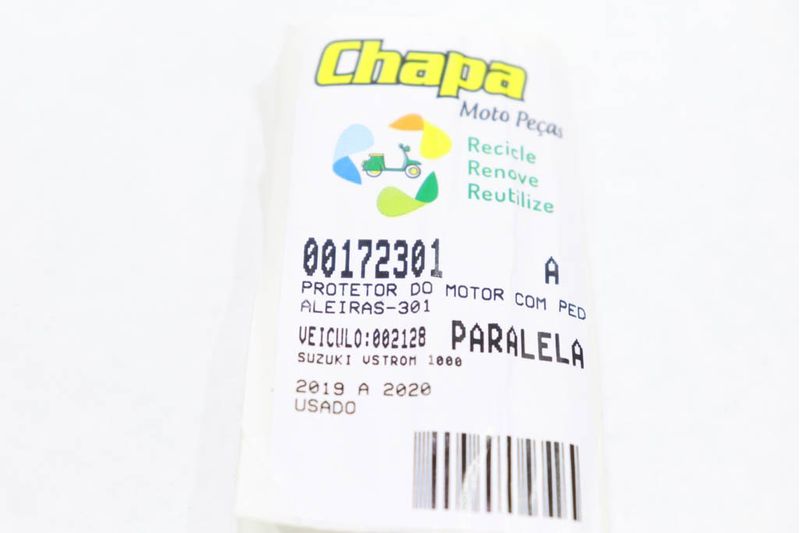 Chapa
Moto Peças
Recicle
Renove
Reutilize
00172301 A
PROTETOR DO MOTOR COM PED
ALEIRAS-301
VEICULO:002128 PARALELA
SUZUKI VSTROM 1000
2019 A 2020
USADO